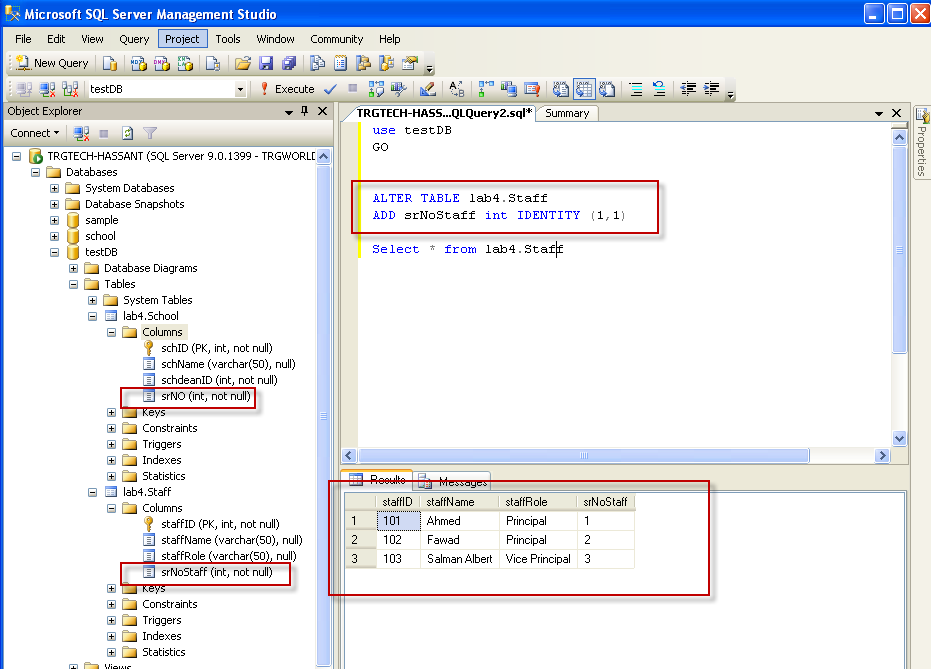 Microsoft SQL Server Management Studio
File Edit View Query Project Tools Window Community Help
New Query
testDB Execute
Object Explorer
Connect
TRGTECH-HASSANT (SQL Server 9.0.1399 - TRGWORLD
Databases
System Databases
Database Snapshots
sample
school
testDB
Database Diagrams
Tables
System Tables
lab4.School
Columns
schID (PK, int, not null)
schName (varchar(50), null)
schdeanID (int, not null)
srNO (int, not null)
Keys
Constraints
Triggers
Indexes
Statistics
lab4.Staff
Columns
staffID (PK, int, not null)
staffName (varchar(50), null)
staffRole (varchar(50), null)
srNoStaff (int, not null)
Keys
Constraints
Triggers
Indexes
Statistics
Views
TRGTECH-HASS...QLQuery2.sql* Summary
use testDB
GO
ALTER TABLE lab4.Staff
ADD srNoStaff int IDENTITY (1,1)
Select * from lab4.Staff
Results Messages
staffID staffName staffRole srNoStaff
1 101 Ahmed Principal 1
2 102 Fawad Principal 2
3 103 Salman Albert Vice Principal 3
Properties